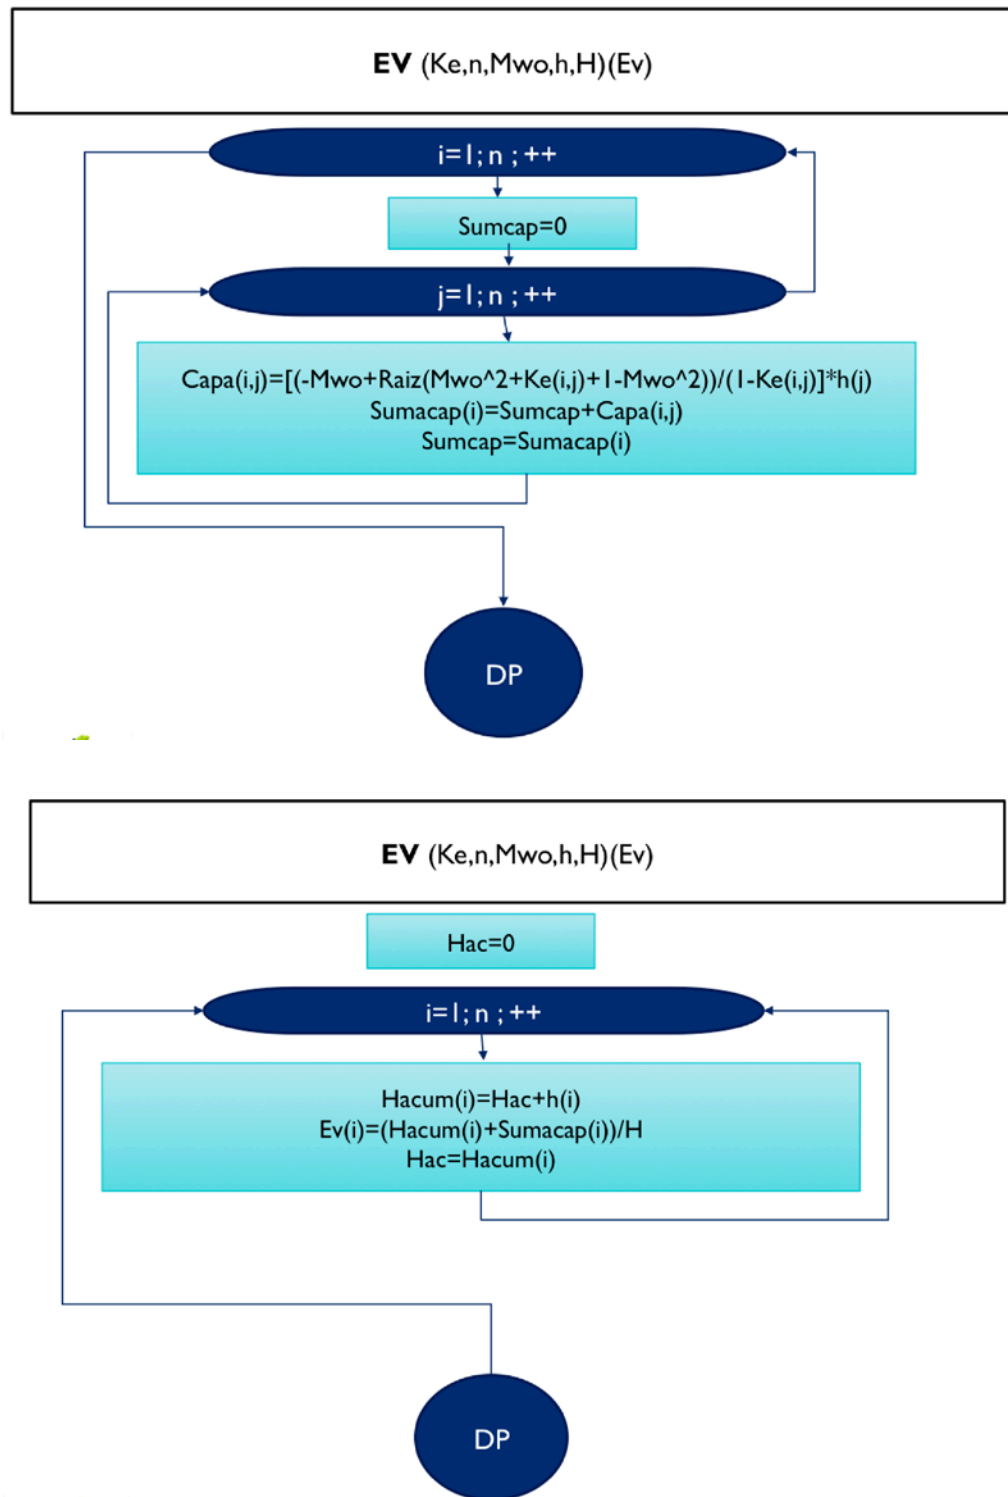 EV (Ke,n,Mwo,h,H)(Ev)
i=1; n ; ++
Sumcap=0
j=1; n ; ++
Capa(i,j)=[(-Mwo+Raiz(Mwo^2+Ke(i,j)+1-Mwo^2))/(1-Ke(i,j)]*h(j)
Sumacap(i)=Sumcap+Capa(i,j)
Sumcap=Sumacap(i)
DP
EV (Ke,n,Mwo,h,H)(Ev)
Hac=0
i=1; n ; ++
Hacum(i)=Hac+h(i)
Ev(i)=(Hacum(i)+Sumacap(i))/H
Hac=Hacum(i)
DP